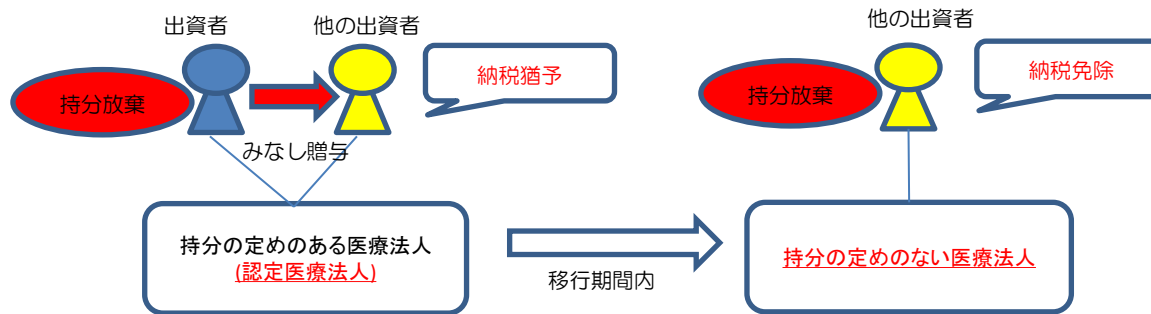 出資者
他の出資者
納税猶予
持分放棄
みなし贈与
持分の定めのある医療法人
(認定医療法人)
移行期間内
他の出資者
納税免除
持分放棄
持分の定めのない医療法人